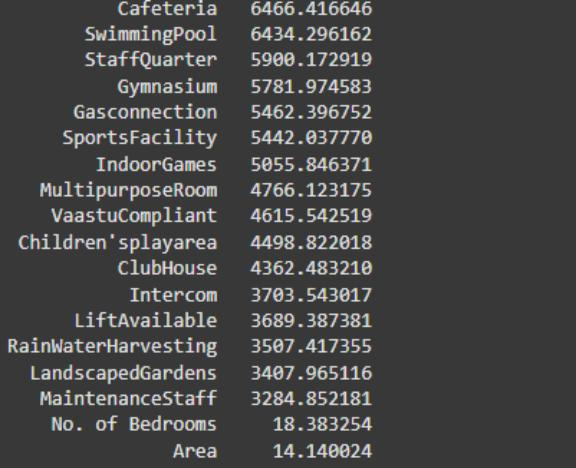 Cafeteria 6466.416646
SwimmingPool 6434.296162
StaffQuarter 5900.172919
Gymnasium 5781.974583
Gasconnection 5462.396752
SportsFacility 5442.037770
IndoorGames 5055.846371
MultipurposeRoom 4766.123175
VaastuCompliant 4615.542519
Children'splayarea 4498.822018
ClubHouse 4362.483210
Intercom 3703.543017
LiftAvailable 3689.387381
RainWaterHarvesting 3507.417355
LandscapedGardens 3407.965116
MaintenanceStaff 3284.852181
No. of Bedrooms 18.383254
Area 14.140024